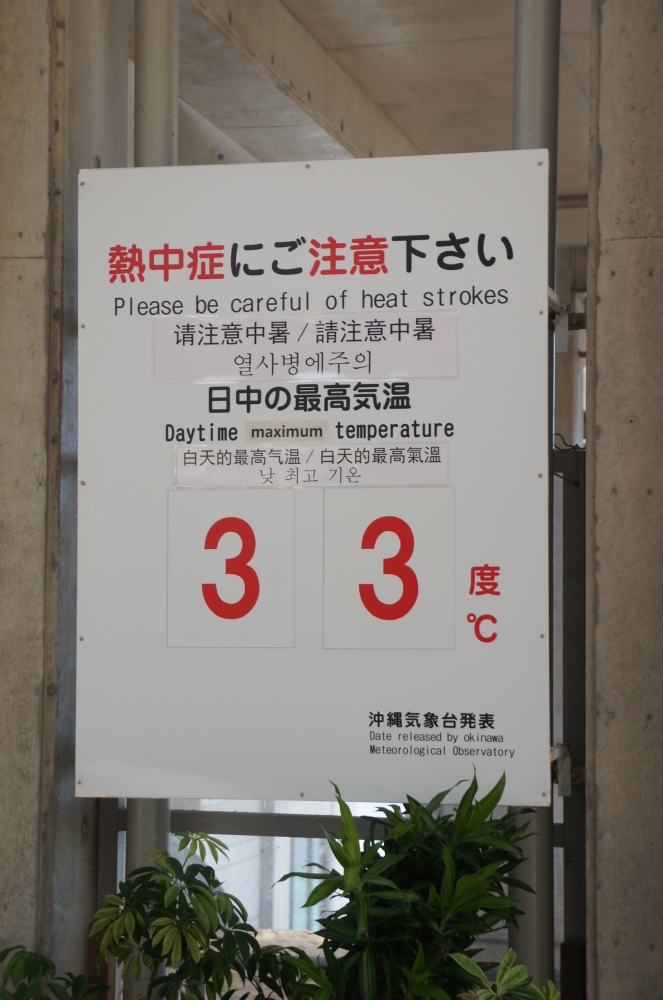 熱中症にご注意下さい
Please be careful of heat strokes
请注意中暑 / 請注意中暑
열사병에주의
日中の最高気温
Daytime maximum temperature
白天的最高气温 / 白天的最高氣溫
낮 최고 기온
3 3 度
℃
沖縄気象台発表
Date released by okinawa
Meteorological Observatory